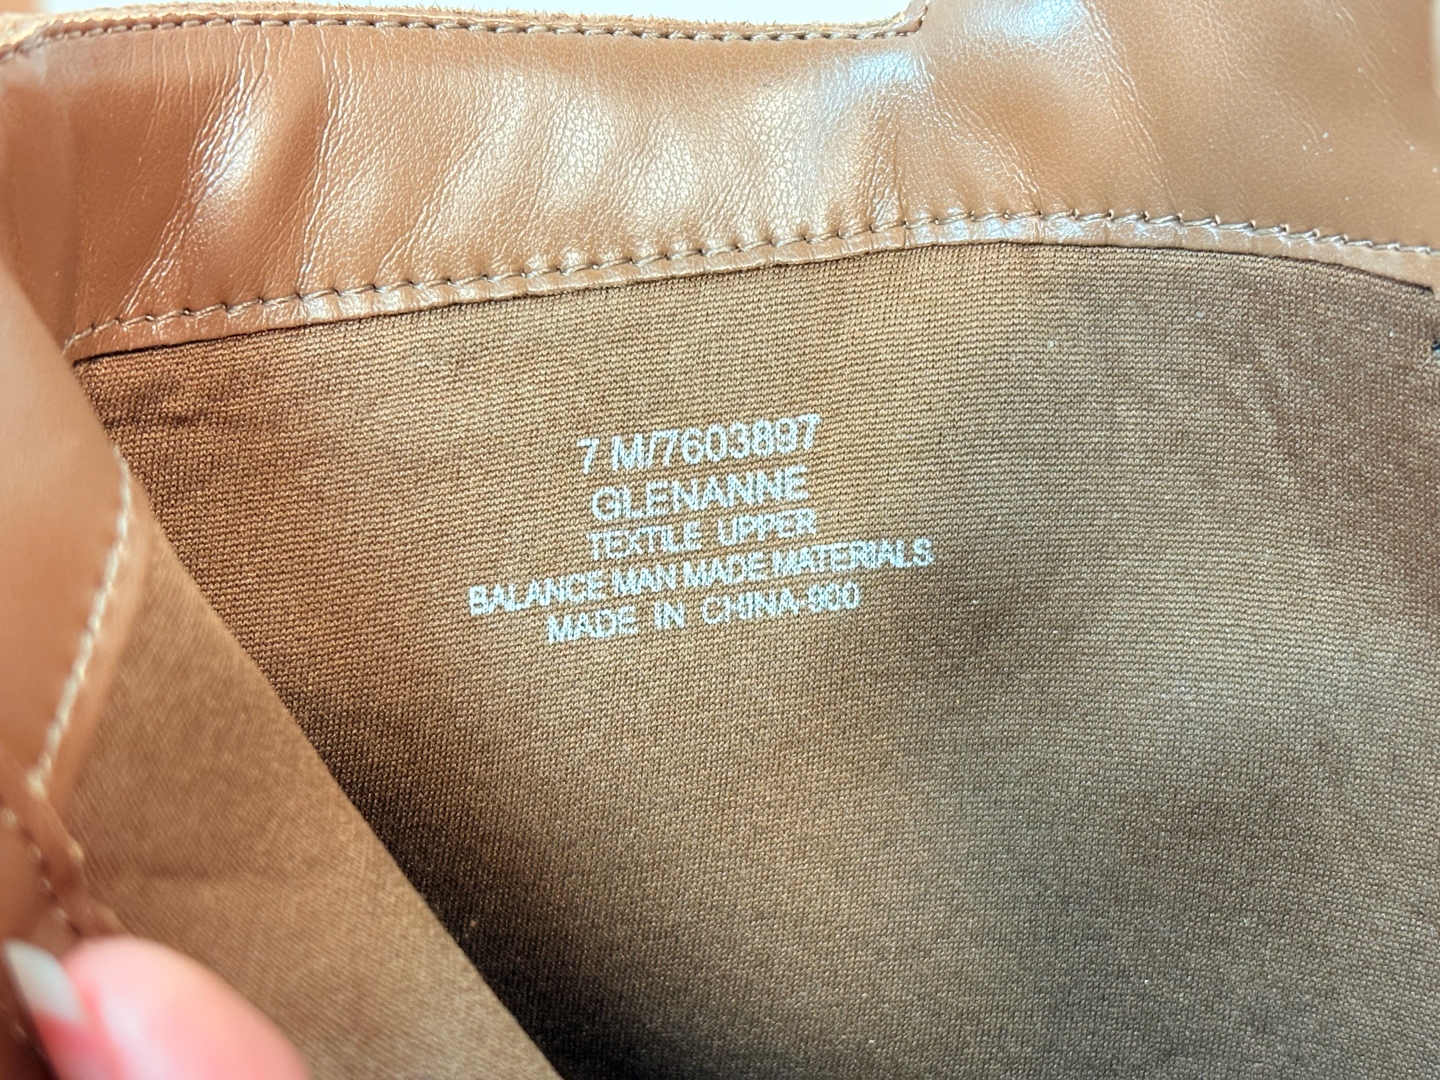 7 M/7603897
GLENANNE
TEXTILE UPPER
BALANCE MAN MADE MATERIALS
MADE IN CHINA-900